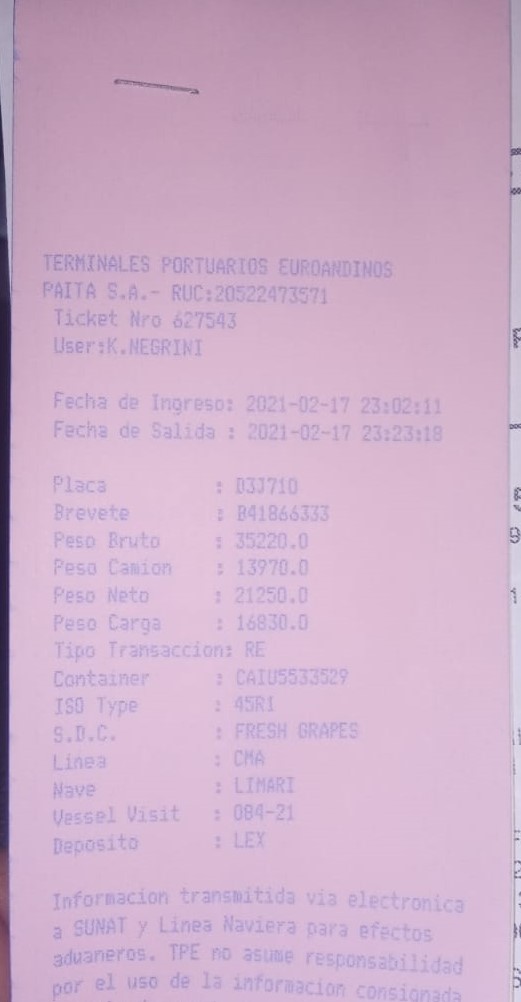 TERMINALES PORTUARIOS EUROANDINOS
PAITA S.A.- RUC:20522473571
Ticket Nro 627543
User:K.NEGRINI
Fecha de Ingreso: 2021-02-17 23:02:11
Fecha de Salida : 2021-02-17 23:23:18
Placa : D3J710
Brevete : B41866333
Peso Bruto : 35220.0
Peso Camion : 13970.0
Peso Neto : 21250.0
Peso Carga : 16830.0
Tipo Transaccion: RE
Container : CAIU5533529
ISO Type : 45R1
S.D.C. : FRESH GRAPES
Linea : CMA
Nave : LIMARI
Vessel Visit : 084-21
Deposito : LEX
Informacion transmitida via electronica
a SUNAT y Linea Naviera para efectos
aduaneros. TPE no asume responsabilidad
por el uso de la informacion consignada